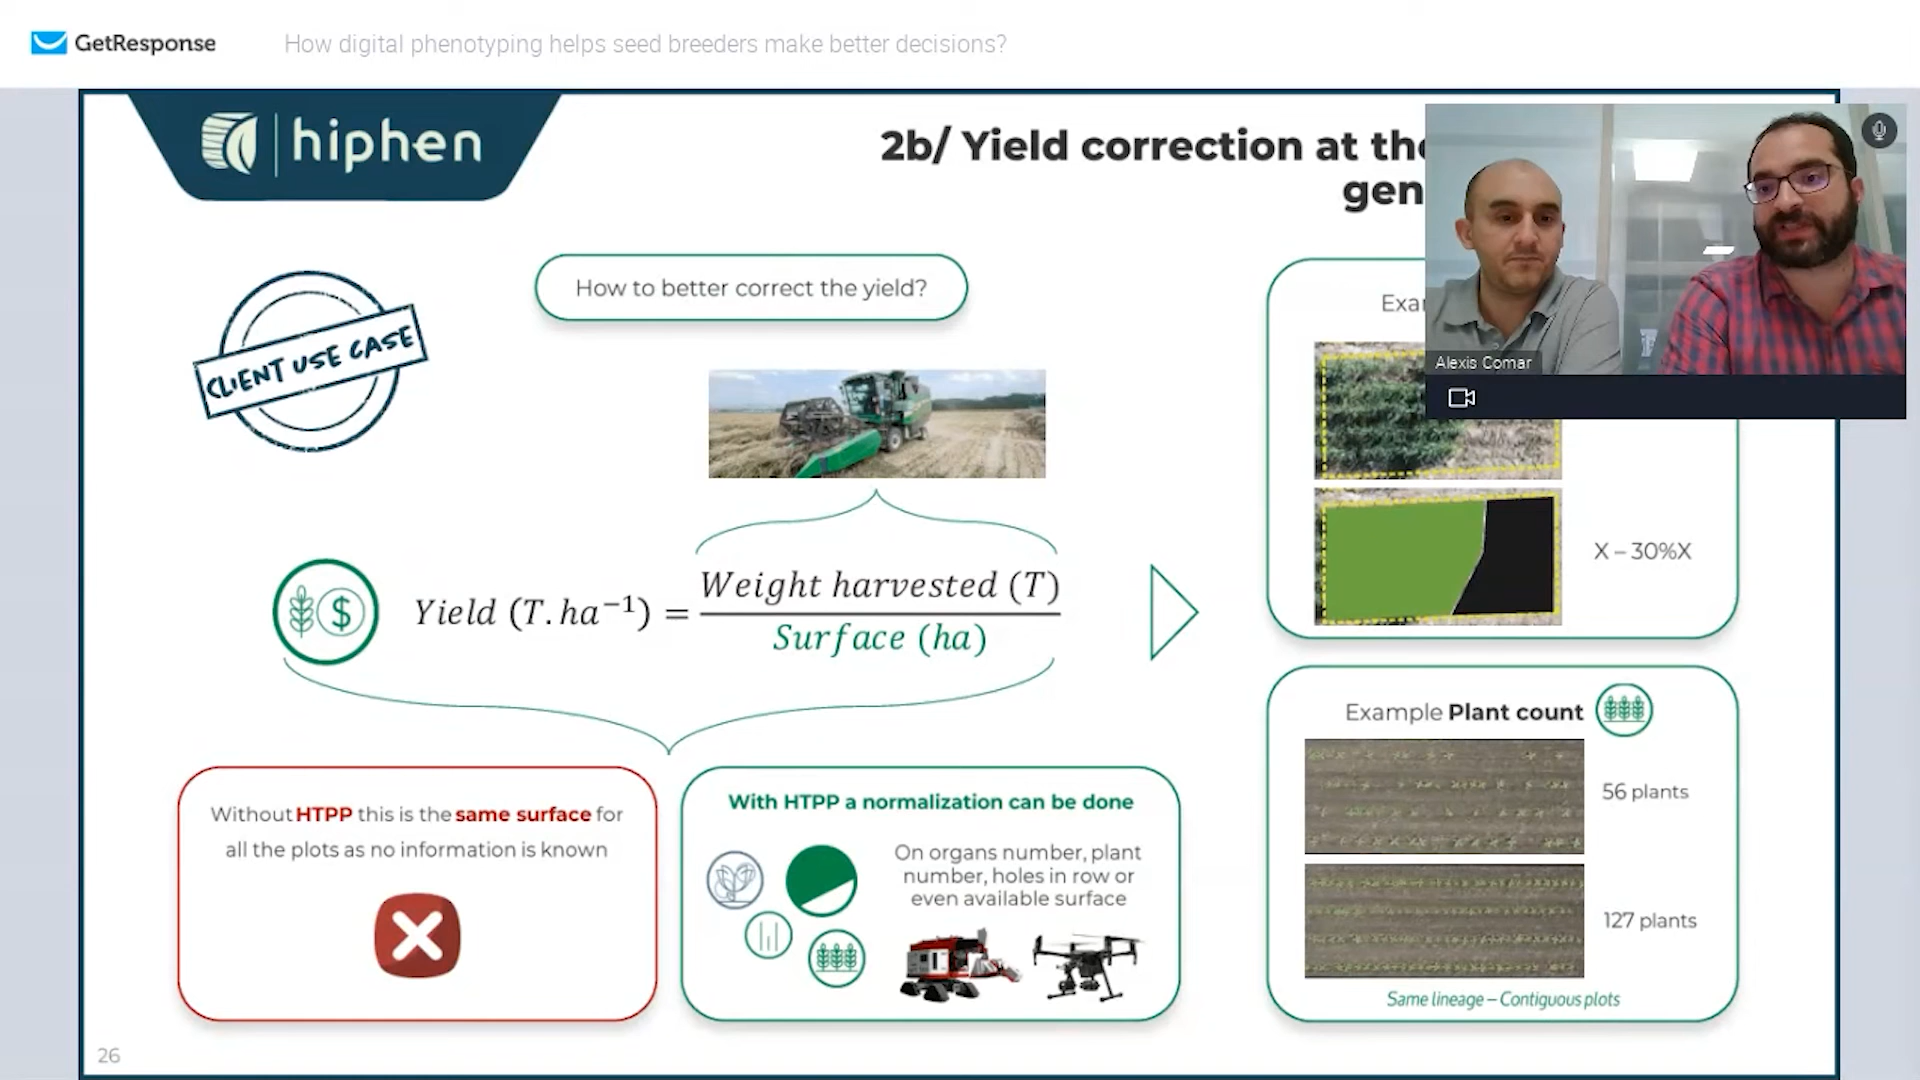 GetResponse
How digital phenotyping helps seed breeders make better decisions?
hiphen
2b/ Yield correction at the
gen
Alexis Comar
CLIENT USE CASE
How to better correct the yield?
Yield (T.ha⁻¹) = Weight harvested (T)
Surface (ha)
X – 30%X
Without HTPP this is the same surface for
all the plots as no information is known
With HTPP a normalization can be done
On organs number, plant
number, holes in row or
even available surface
Example Plant count
56 plants
127 plants
Same lineage – Contiguous plots
26